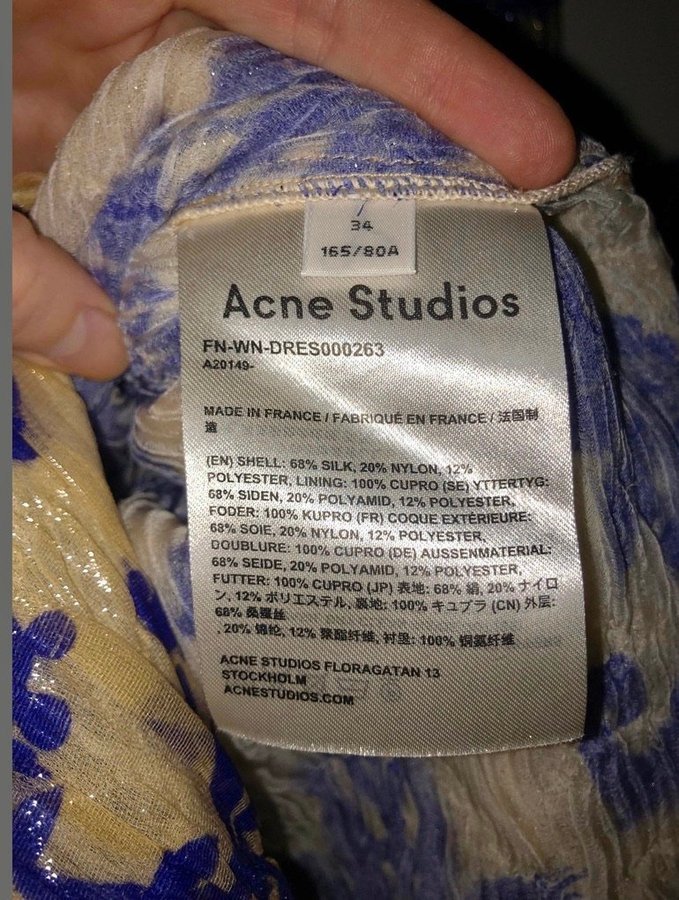 34
165/80A
Acne Studios
FN-WN-DRES000263
A20149-
MADE IN FRANCE / FABRIQUÉ EN FRANCE / 法国制
造
(EN) SHELL: 68% SILK, 20% NYLON, 12%
POLYESTER, LINING: 100% CUPRO (SE) YTTERTYG:
68% SIDEN, 20% POLYAMID, 12% POLYESTER,
FODER: 100% KUPRO (FR) COQUE EXTÉRIEURE:
68% SOIE, 20% NYLON, 12% POLYESTER,
DOUBLURE: 100% CUPRO (DE) AUSSENMATERIAL:
68% SEIDE, 20% POLYAMID, 12% POLYESTER,
FUTTER: 100% CUPRO (JP) 表地: 68% 絹, 20% ナイロ
ン, 12% ポリエステル, 裏地: 100% キュプラ (CN) 外层:
68% 桑蚕丝
, 20% 锦纶, 12% 聚酯纤维, 衬里: 100% 铜氨纤维
ACNE STUDIOS FLORAGATAN 13
STOCKHOLM
ACNESTUDIOS.COM